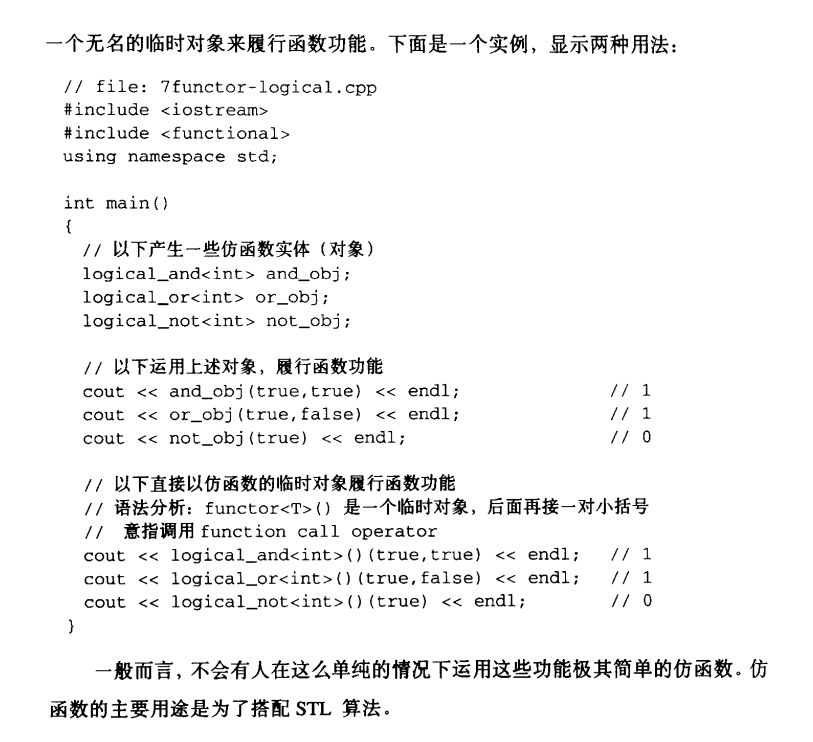 一个无名的临时对象来履行函数功能。下面是一个实例，显示两种用法：
// file: 7functor-logical.cpp
#include <iostream>
#include <functional>
using namespace std;
int main()
{
// 以下产生一些仿函数实体（对象）
logical_and<int> and_obj;
logical_or<int> or_obj;
logical_not<int> not_obj;
// 以下运用上述对象，履行函数功能
cout << and_obj(true,true) << endl; // 1
cout << or_obj(true,false) << endl; // 1
cout << not_obj(true) << endl; // 0
// 以下直接以仿函数的临时对象履行函数功能
// 语法分析：functor<T>() 是一个临时对象，后面再接一对小括号
// 意指调用 function call operator
cout << logical_and<int>()(true,true) << endl; // 1
cout << logical_or<int>()(true,false) << endl; // 1
cout << logical_not<int>()(true) << endl; // 0
}
一般而言，不会有人在这么单纯的情况下运用这些功能极其简单的仿函数。仿
函数的主要用途是为了搭配 STL 算法。